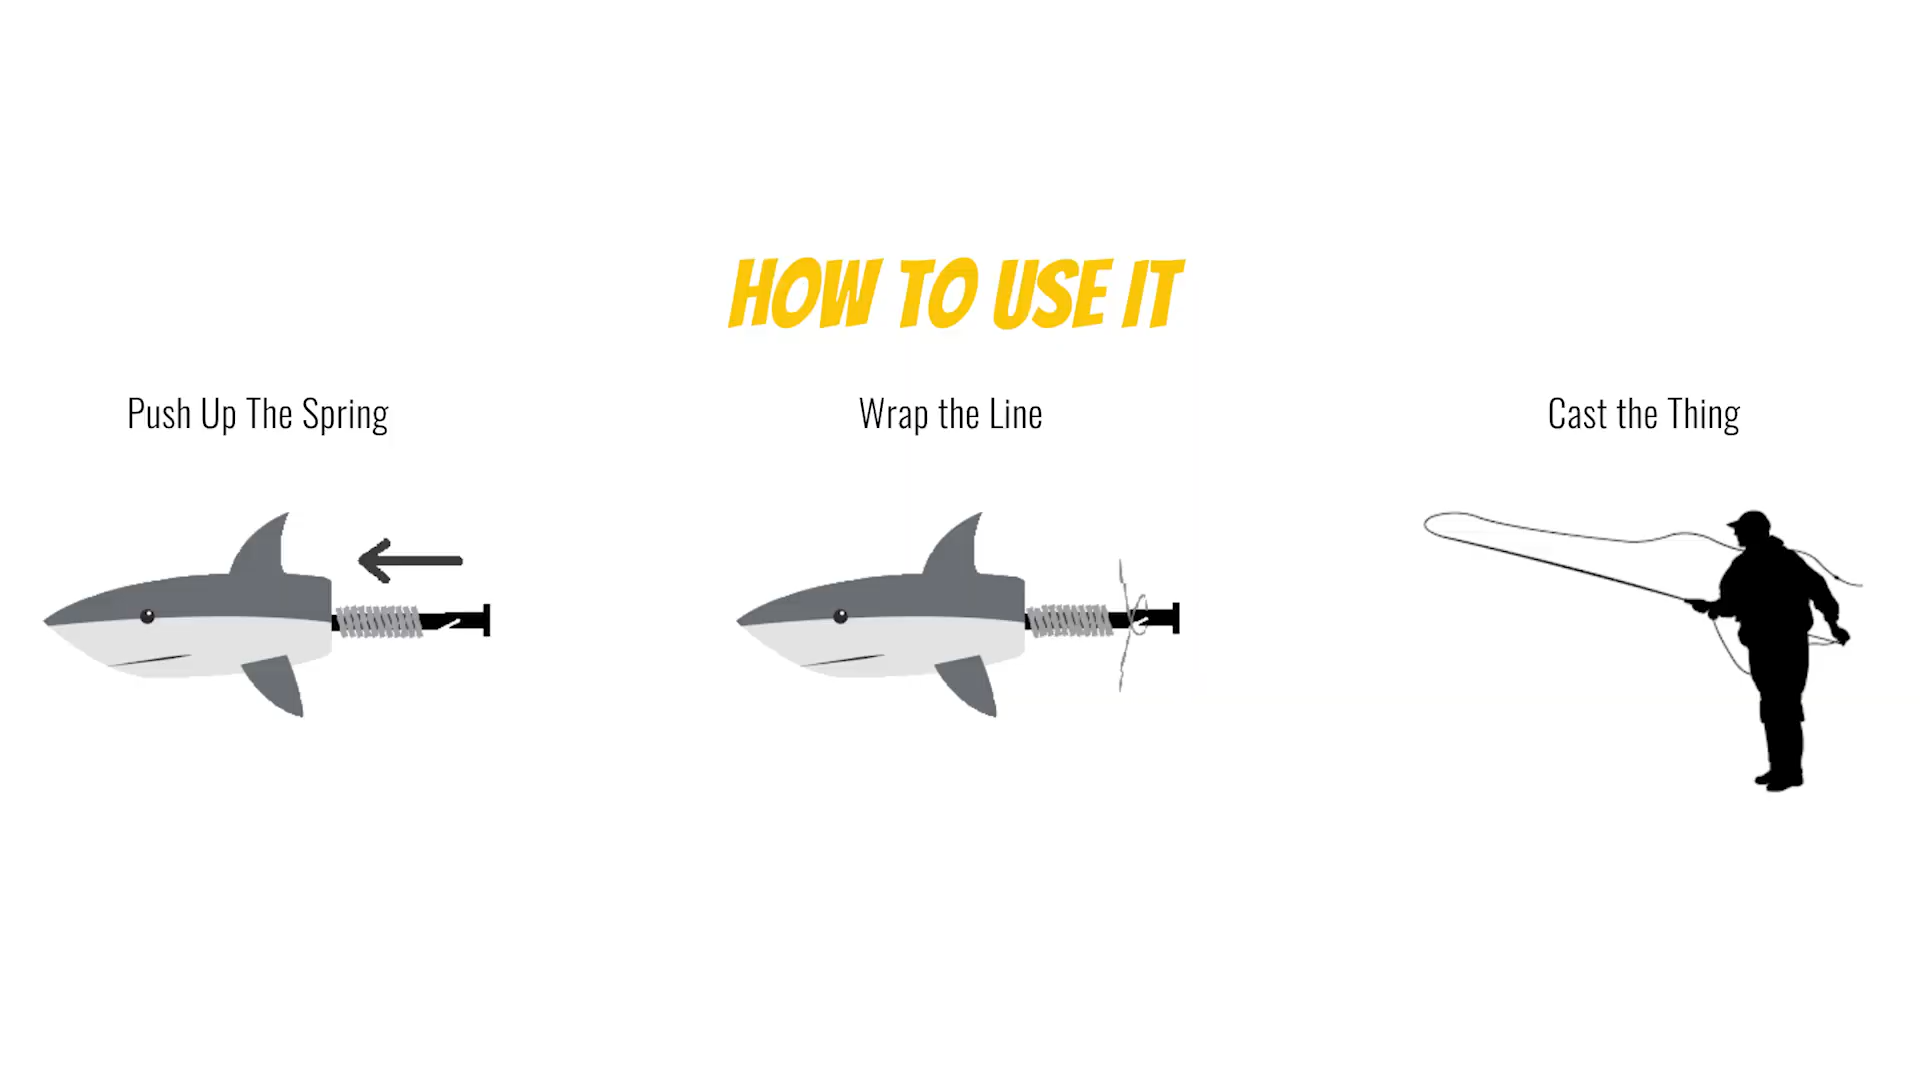 HOW TO USE IT
Push Up The Spring
Wrap the Line
Cast the Thing